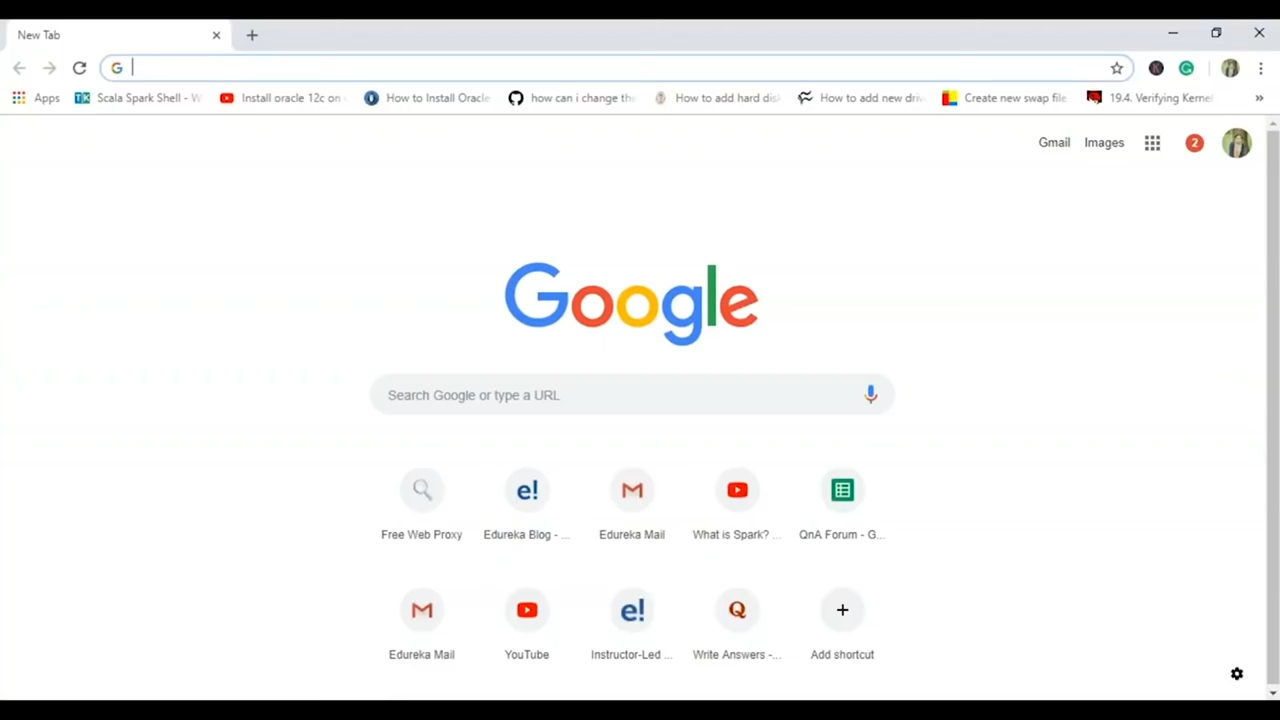 New Tab
Apps Scala Spark Shell - W Install oracle 12c on How to Install Oracle how can i change the How to add hard disk How to add new driv Create new swap file 19.4. Verifying Kernel »
Gmail Images 2
Google
Search Google or type a URL
Free Web Proxy Edureka Blog - ... Edureka Mail What is Spark? ... QnA Forum - G...
Edureka Mail YouTube Instructor-Led ... Write Answers -... Add shortcut